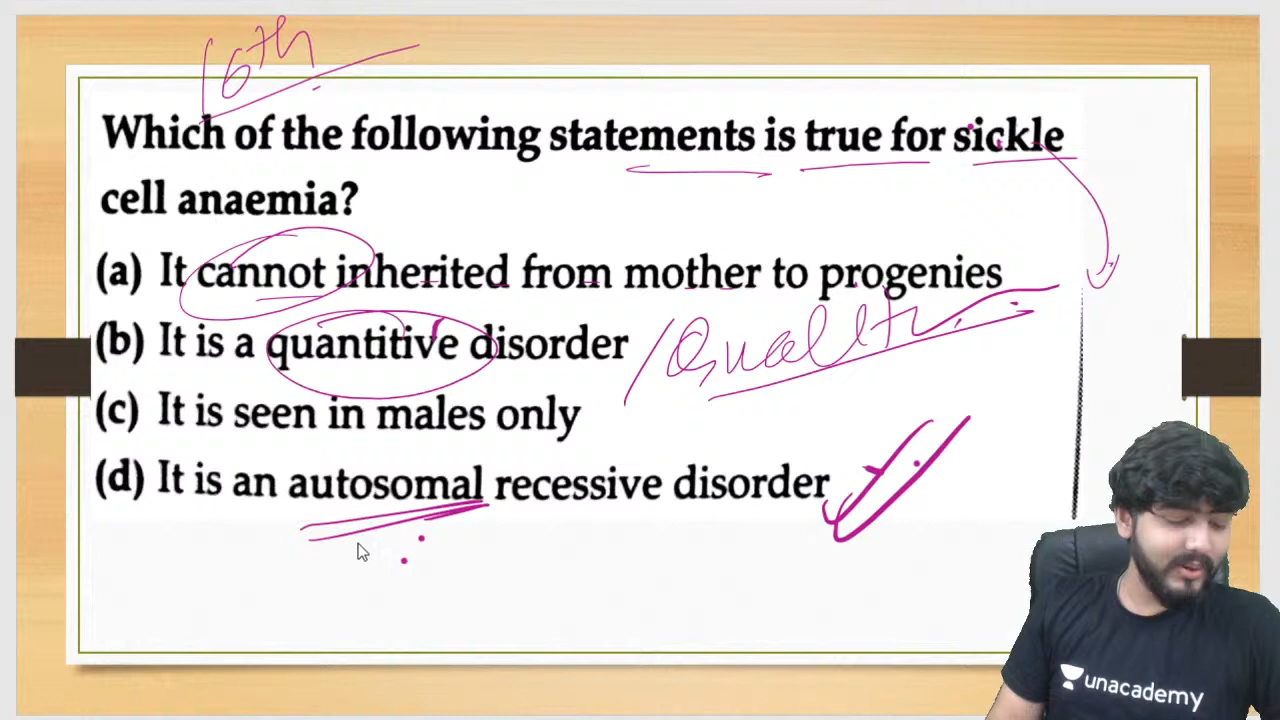 16th
Which of the following statements is true for sickle
cell anaemia?
(a) It cannot inherited from mother to progenies
(b) It is a quantitive disorder
(c) It is seen in males only
(d) It is an autosomal recessive disorder
unacademy